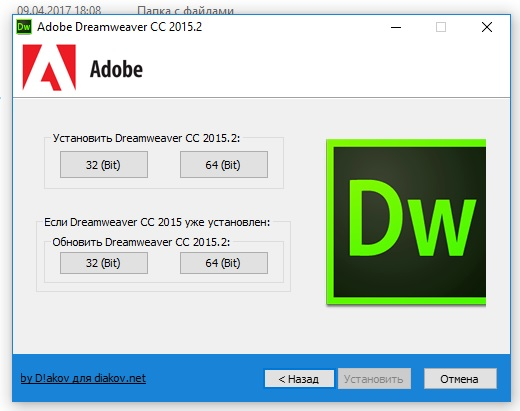 09.04.2017 18:08 Папка с файлами
Dw Adobe Dreamweaver CC 2015.2
Adobe
Установить Dreamweaver CC 2015.2:
32 (Bit) 64 (Bit)
Если Dreamweaver CC 2015 уже установлен:
Обновить Dreamweaver CC 2015.2:
32 (Bit) 64 (Bit)
Dw
by D!akov для diakov.net
< Назад Установить Отмена